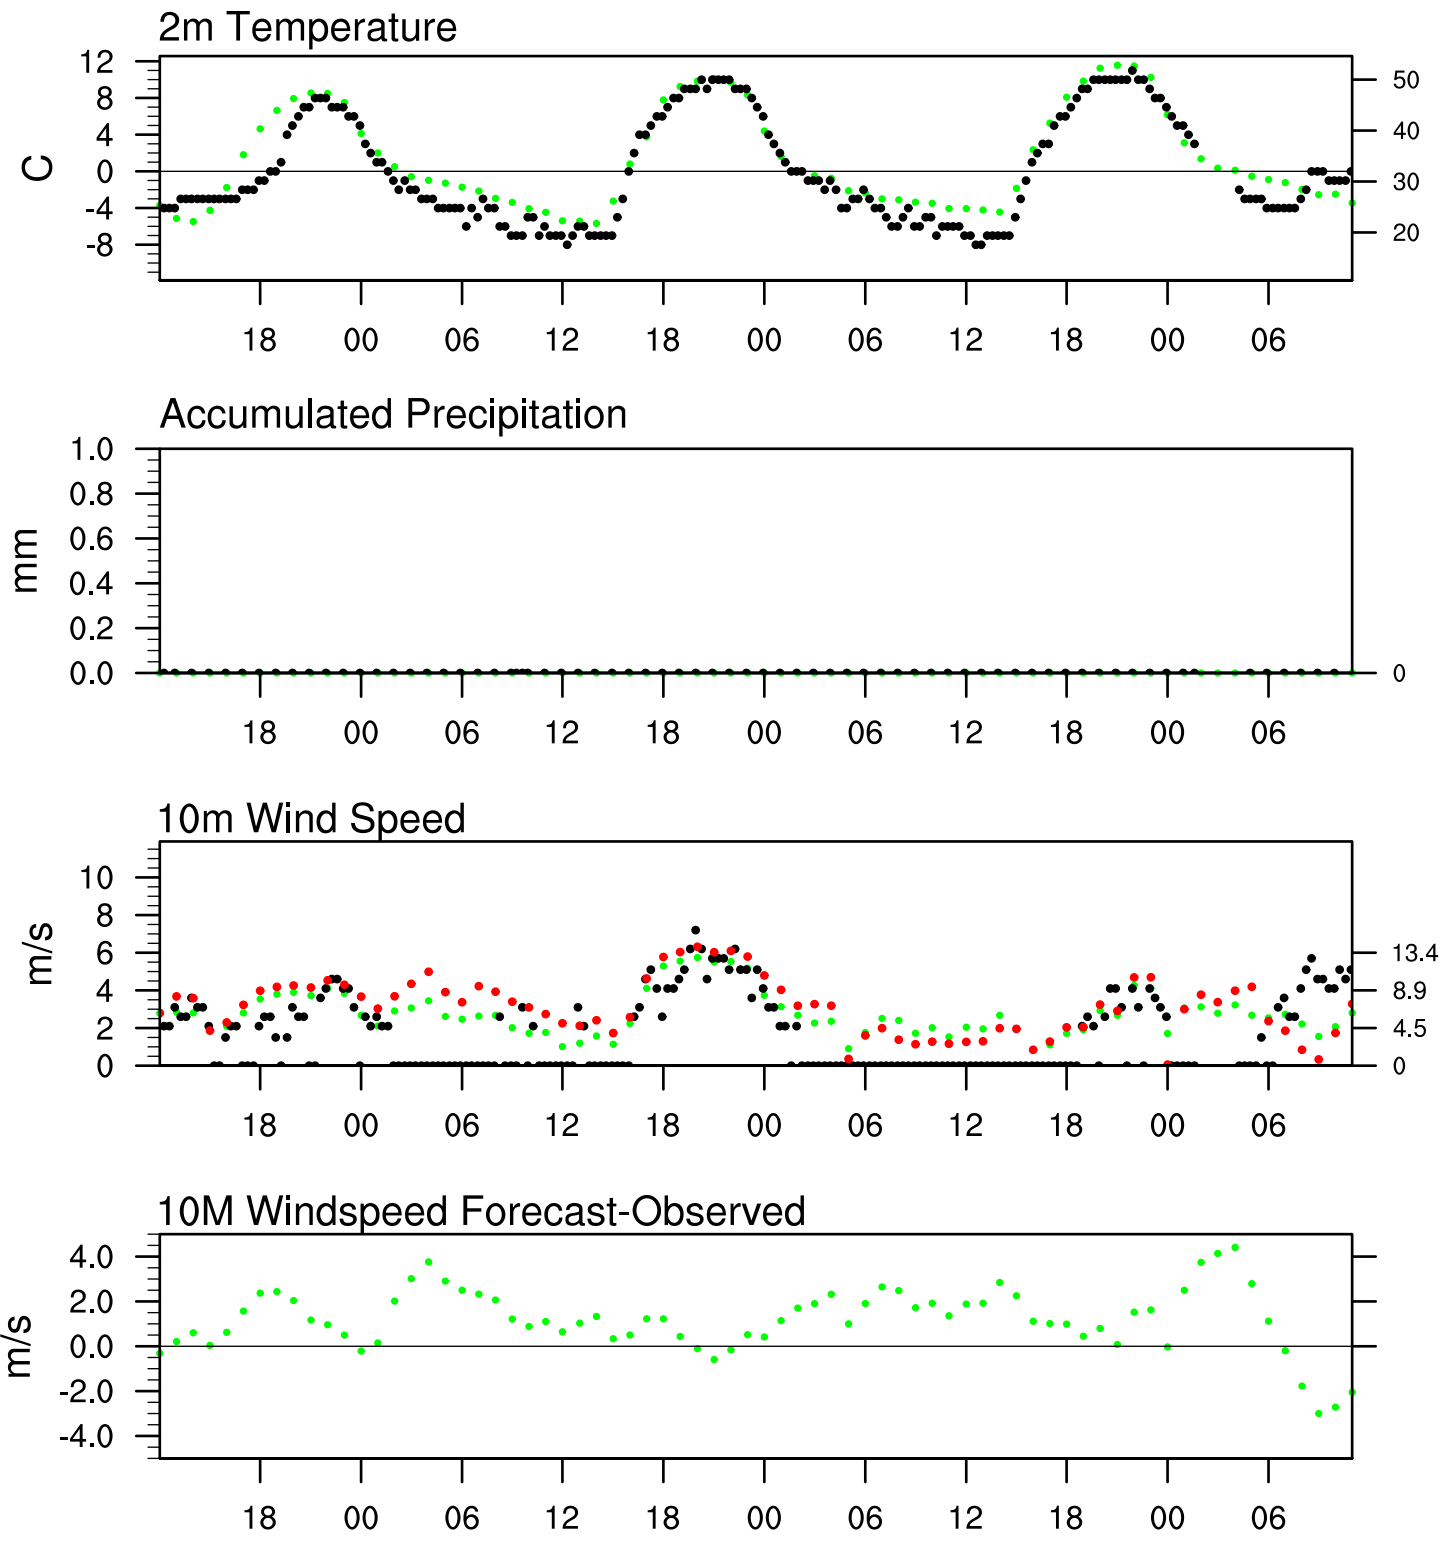 2m Temperature
12
8
4
0
-4
-8
C
50
40
30
20
18 00 06 12 18 00 06 12 18 00 06
Accumulated Precipitation
1.0
0.8
0.6
0.4
0.2
0.0
mm
0
18 00 06 12 18 00 06 12 18 00 06
10m Wind Speed
10
8
6
4
2
0
m/s
13.4
8.9
4.5
0
18 00 06 12 18 00 06 12 18 00 06
10M Windspeed Forecast-Observed
4.0
2.0
0.0
-2.0
-4.0
m/s
18 00 06 12 18 00 06 12 18 00 06